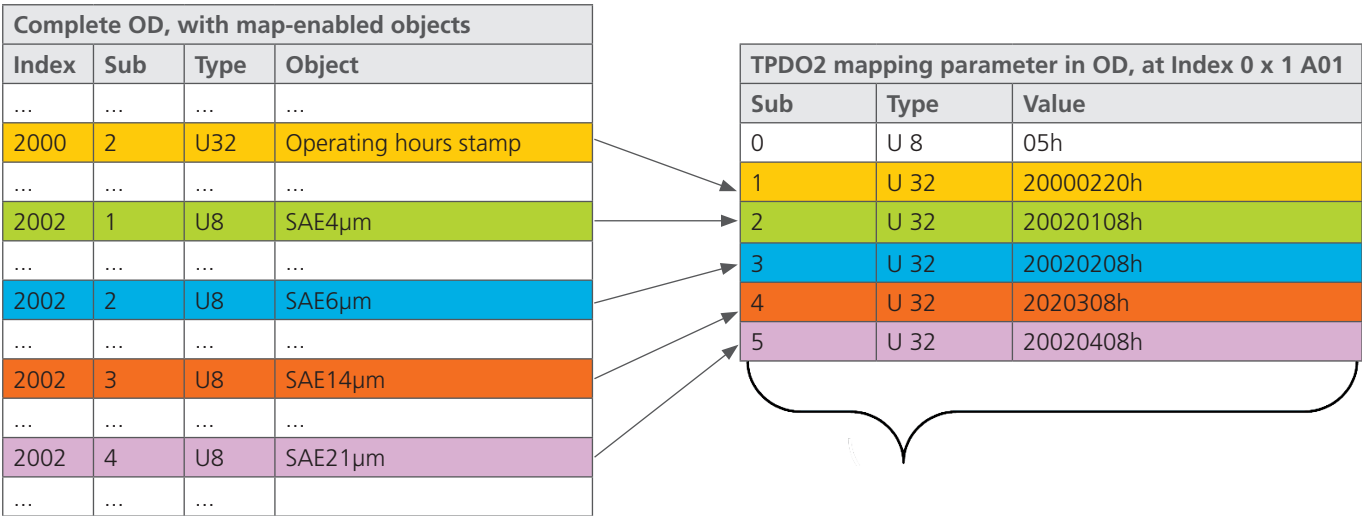 Complete OD, with map-enabled objects
Index Sub Type Object
... ... ... ...
2000 2 U32 Operating hours stamp
... ... ... ...
2002 1 U8 SAE4µm
... ... ... ...
2002 2 U8 SAE6µm
... ... ... ...
2002 3 U8 SAE14µm
... ... ... ...
2002 4 U8 SAE21µm
... ... ...
TPDO2 mapping parameter in OD, at Index 0 x 1 A01
Sub Type Value
0 U 8 05h
1 U 32 20000220h
2 U 32 20020108h
3 U 32 20020208h
4 U 32 2020308h
5 U 32 20020408h